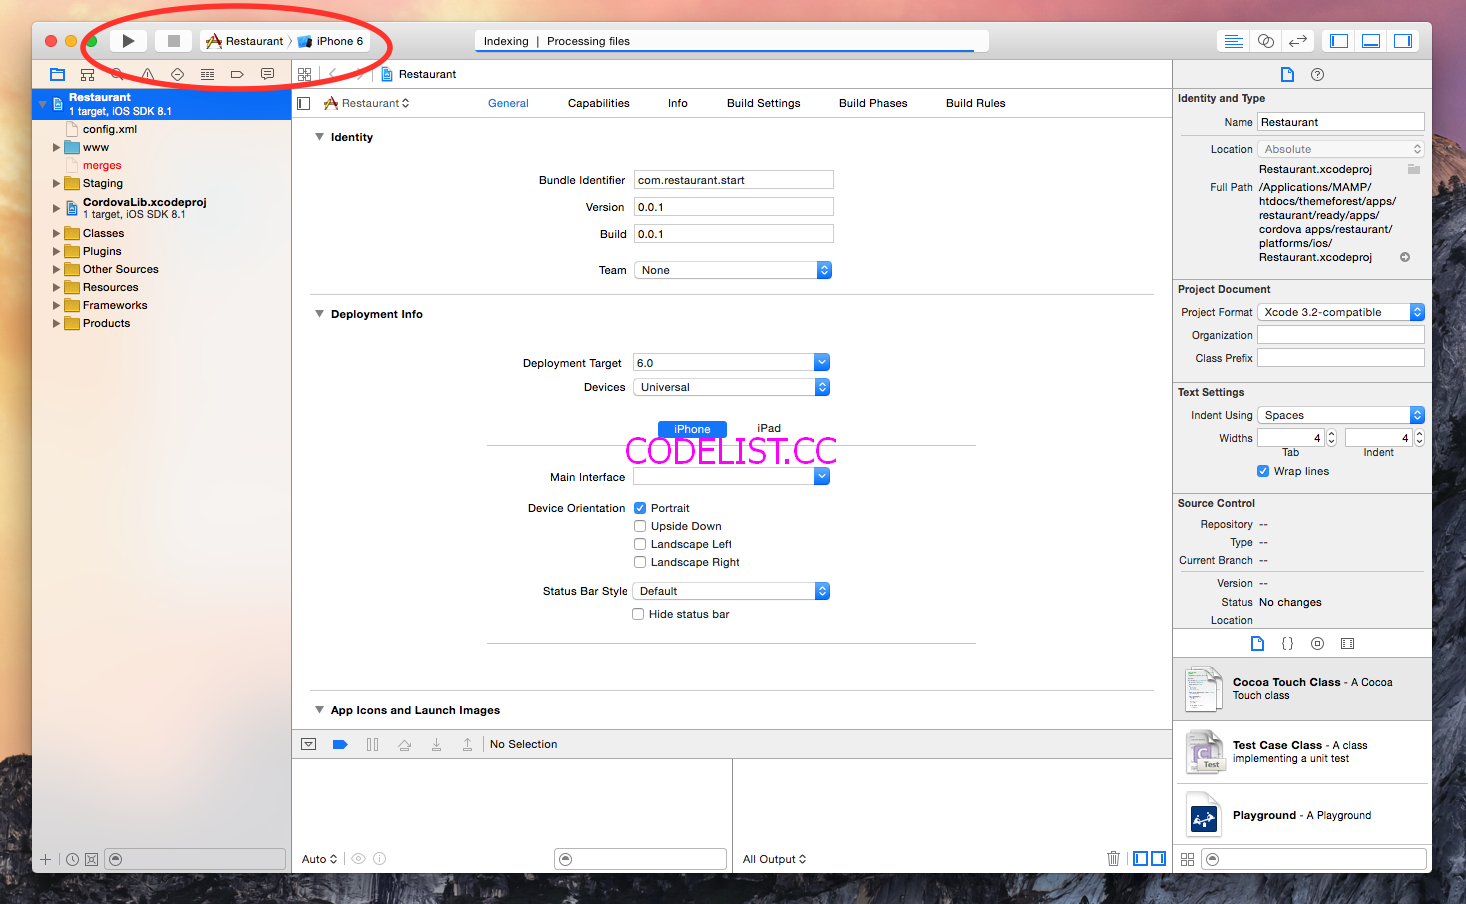 Restaurant
iPhone 6
Indexing | Processing files
Restaurant
Restaurant
1 target, iOS SDK 8.1
config.xml
www
merges
Staging
CordovaLib.xcodeproj
1 target, iOS SDK 8.1
Classes
Plugins
Other Sources
Resources
Frameworks
Products
Restaurant
General
Capabilities
Info
Build Settings
Build Phases
Build Rules
Identity
Bundle Identifier com.restaurant.start
Version 0.0.1
Build 0.0.1
Team None
Deployment Info
Deployment Target 6.0
Devices Universal
iPhone
iPad
CODELIST.CC
Main Interface
Device Orientation Portrait
Upside Down
Landscape Left
Landscape Right
Status Bar Style Default
Hide status bar
App Icons and Launch Images
No Selection
Auto
All Output
Identity and Type
Name Restaurant
Location Absolute
Restaurant.xcodeproj
Full Path /Applications/MAMP/
htdocs/themeforest/apps/
restaurant/ready/apps/
cordova apps/restaurant/
platforms/ios/
Restaurant.xcodeproj
Project Document
Project Format Xcode 3.2-compatible
Organization
Class Prefix
Text Settings
Indent Using Spaces
Widths 4 4
Tab Indent
Wrap lines
Source Control
Repository --
Type --
Current Branch --
Version --
Status No changes
Location
{ }
Cocoa Touch Class - A Cocoa
Touch class
Test
Test Case Class - A class
implementing a unit test
Playground - A Playground